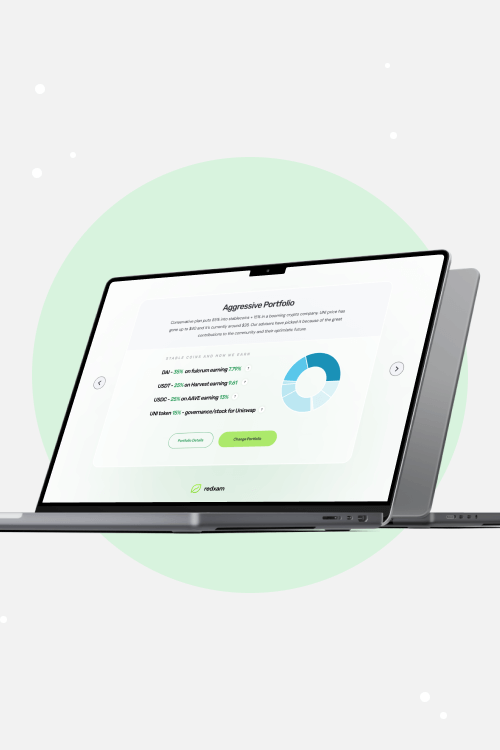 Aggressive Portfolio
Conservative plan puts 85% into stablecoins + 15% in a booming crypto company. UNI price has
gone up to $40 and it's currently around $25. Our advisers have picked it because of the great
contributions to the community and their optimistic future.
STABLE COINS AND HOW WE EARN
DAI - 35% on fulcrum earning 7.79%
USDT - 25% on Harvest earning 9.61
USDC - 25% on AAVE earning 13%
UNI token 15% - governance/stock for Uniswap
Portfolio Details
Change Portfolio
redxam